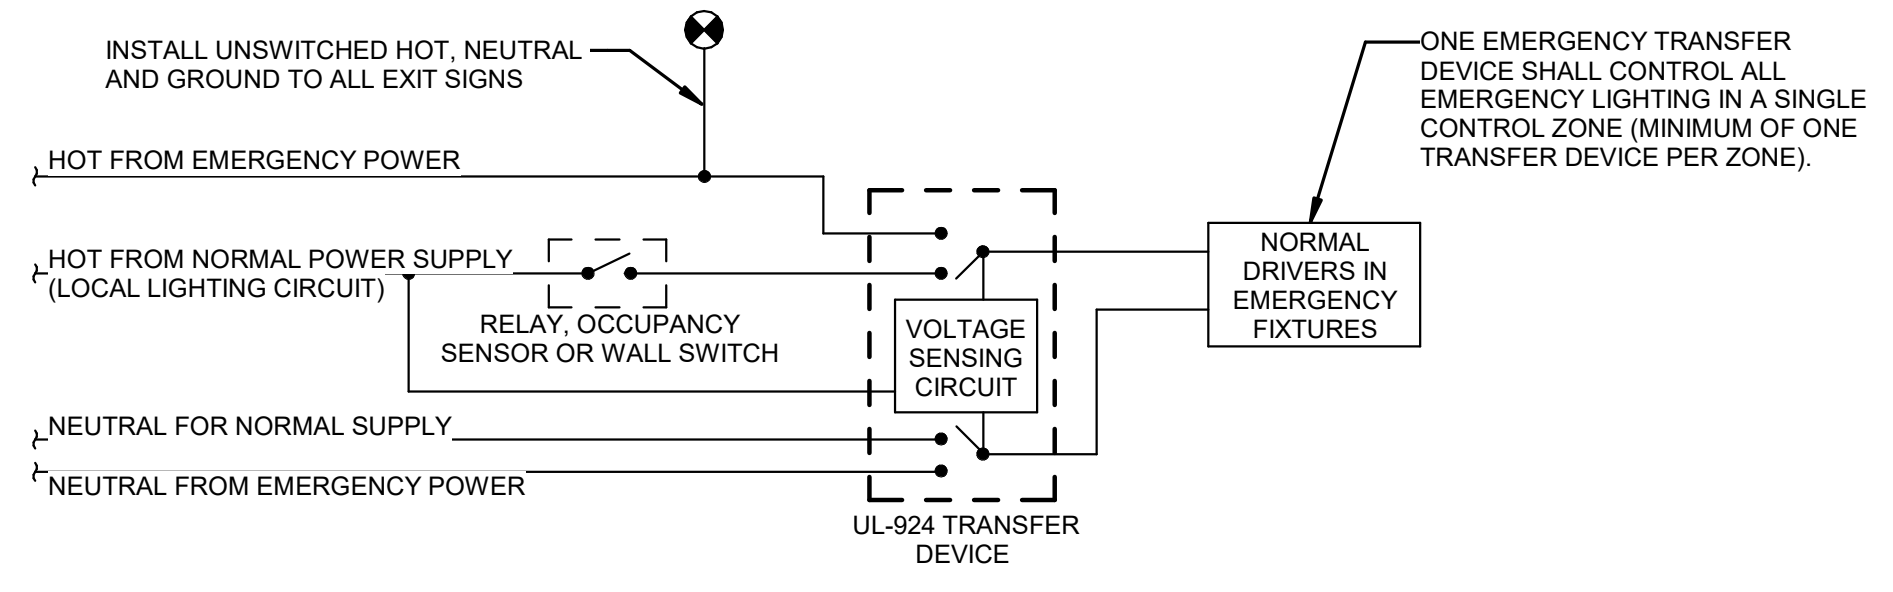 INSTALL UNSWITCHED HOT, NEUTRAL
AND GROUND TO ALL EXIT SIGNS
ONE EMERGENCY TRANSFER
DEVICE SHALL CONTROL ALL
EMERGENCY LIGHTING IN A SINGLE
CONTROL ZONE (MINIMUM OF ONE
TRANSFER DEVICE PER ZONE).
HOT FROM EMERGENCY POWER
HOT FROM NORMAL POWER SUPPLY
(LOCAL LIGHTING CIRCUIT)
RELAY, OCCUPANCY
SENSOR OR WALL SWITCH
VOLTAGE
SENSING
CIRCUIT
NORMAL
DRIVERS IN
EMERGENCY
FIXTURES
NEUTRAL FOR NORMAL SUPPLY
NEUTRAL FROM EMERGENCY POWER
UL-924 TRANSFER
DEVICE